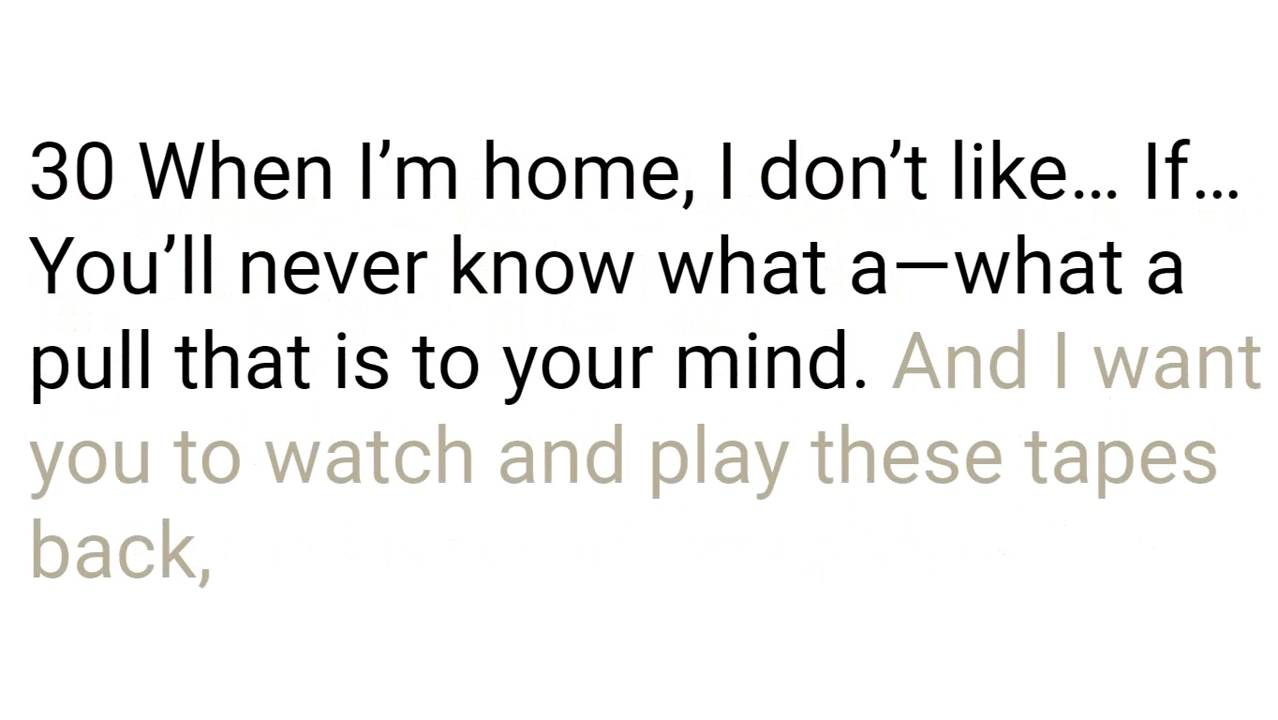 30 When I’m home, I don’t like… If…
You’ll never know what a—what a
pull that is to your mind. And I want
you to watch and play these tapes
back,